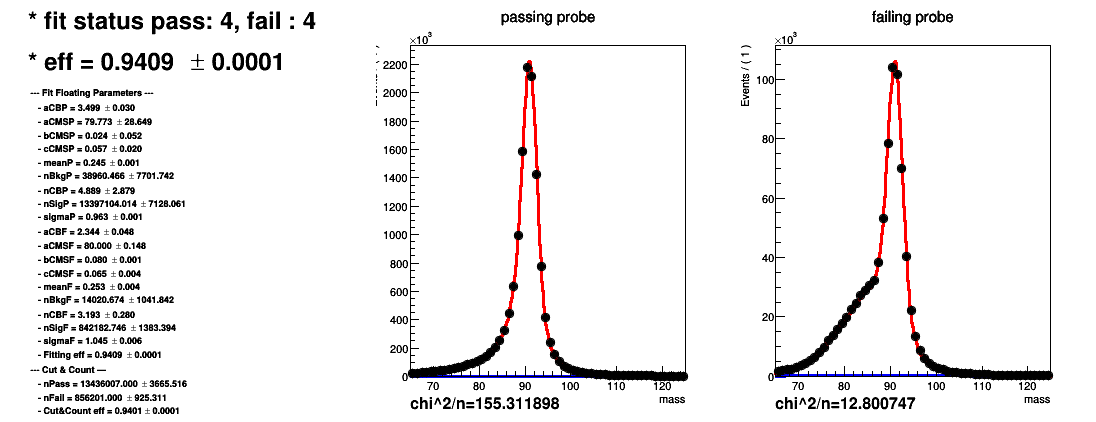 * fit status pass: 4, fail : 4
* eff = 0.9409 ± 0.0001
--- Fit Floating Parameters ---
- aCBP = 3.499 ± 0.030
- aCMSP = 79.773 ± 28.649
- bCMSP = 0.024 ± 0.052
- cCMSP = 0.057 ± 0.020
- meanP = 0.245 ± 0.001
- nBkgP = 38960.466 ± 7701.742
- nCBP = 4.889 ± 2.879
- nSigP = 13397104.014 ± 7128.061
- sigmaP = 0.963 ± 0.001
- aCBF = 2.344 ± 0.048
- aCMSF = 80.000 ± 0.148
- bCMSF = 0.080 ± 0.001
- cCMSF = 0.065 ± 0.004
- meanF = 0.253 ± 0.004
- nBkgF = 14020.674 ± 1041.842
- nCBF = 3.193 ± 0.280
- nSigF = 842182.746 ± 1383.394
- sigmaF = 1.045 ± 0.006
- Fitting eff = 0.9409 ± 0.0001
--- Cut & Count ---
- nPass = 13436007.000 ± 3665.516
- nFail = 856201.000 ± 925.311
- Cut&Count eff = 0.9401 ± 0.0001
passing probe
×10³
2200
2000
1800
1600
1400
1200
1000
800
600
400
200
0
70 80 90 100 110 120
mass
chi^2/n=155.311898
failing probe
×10³
Events / ( 1 )
100
80
60
40
20
0
70 80 90 100 110 120
mass
chi^2/n=12.800747